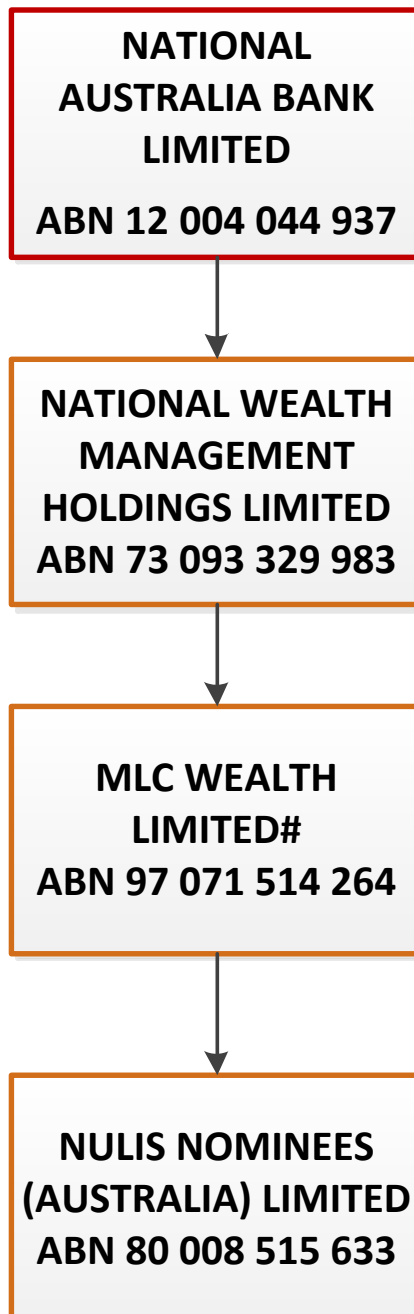 NATIONAL
AUSTRALIA BANK
LIMITED
ABN 12 004 044 937
NATIONAL WEALTH
MANAGEMENT
HOLDINGS LIMITED
ABN 73 093 329 983
MLC WEALTH
LIMITED#
ABN 97 071 514 264
NULIS NOMINEES
(AUSTRALIA) LIMITED
ABN 80 008 515 633